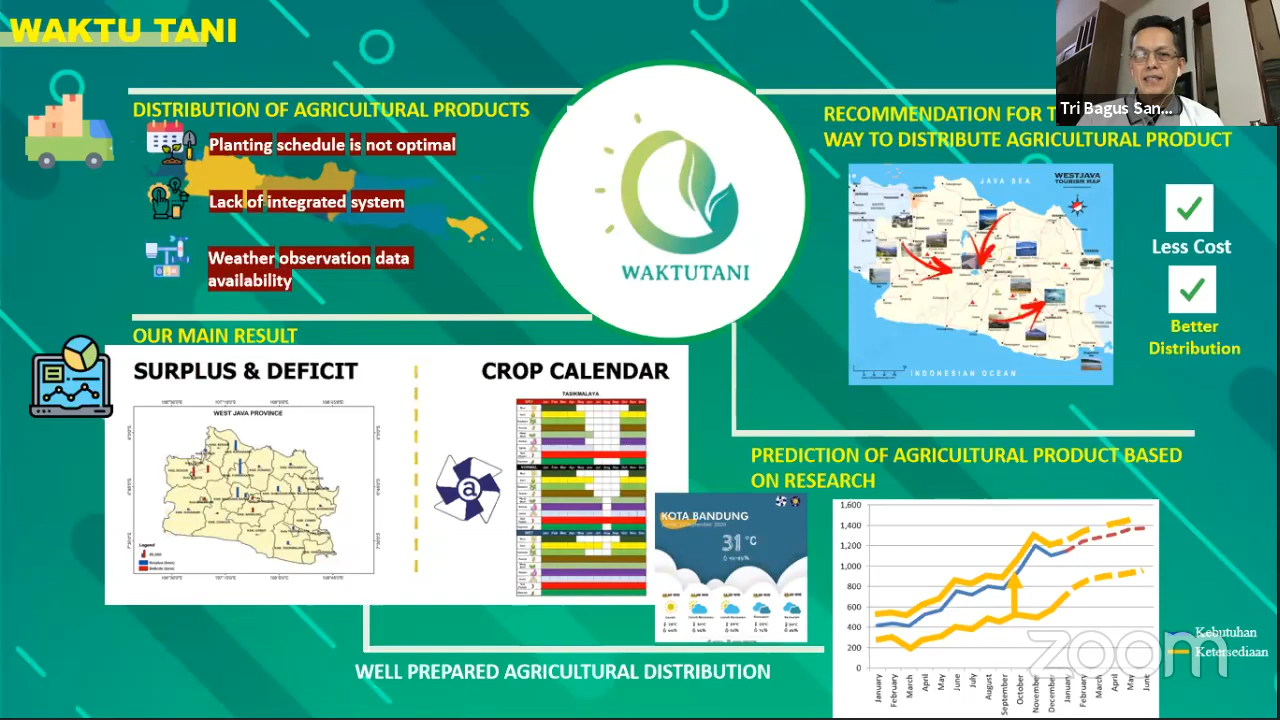 WAKTU TANI
Tri Bagus San...
DISTRIBUTION OF AGRICULTURAL PRODUCTS
Planting schedule is not optimal
Lack of integrated system
Weather observation data
availability
WAKTUTANI
RECOMMENDATION FOR T
WAY TO DISTRIBUTE AGRICULTURAL PRODUCT
JAVA SEA
WESTJAVA
TOURISM MAP
INDONESIAN OCEAN
Less Cost
Better
Distribution
OUR MAIN RESULT
SURPLUS & DEFICIT
WEST JAVA PROVINCE
Legend
CROP CALENDAR
TASIKMALAYA
KOTA BANDUNG
31 °C
WELL PREPARED AGRICULTURAL DISTRIBUTION
PREDICTION OF AGRICULTURAL PRODUCT BASED
ON RESEARCH
1,600
1,400
1,200
1,000
800
600
400
200
0
January
February
March
April
May
June
July
August
September
October
November
December
January
February
March
April
May
June
Kebutuhan
Ketersediaan
zoom